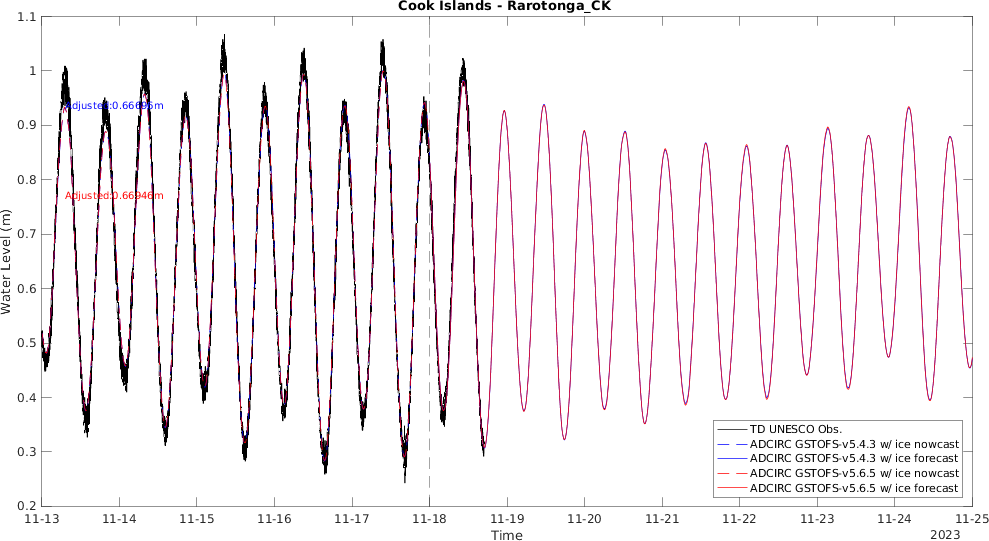 Cook Islands - Rarotonga_CK
1.1
1
0.9
0.8
0.7
0.6
0.5
0.4
0.3
0.2
Water Level (m)
Adjusted:0.66695m
Adjusted:0.66946m
TD UNESCO Obs.
ADCIRC GSTOFS-v5.4.3 w/ ice nowcast
ADCIRC GSTOFS-v5.4.3 w/ ice forecast
ADCIRC GSTOFS-v5.6.5 w/ ice nowcast
ADCIRC GSTOFS-v5.6.5 w/ ice forecast
11-13 11-14 11-15 11-16 11-17 11-18 11-19 11-20 11-21 11-22 11-23 11-24 11-25
Time
2023